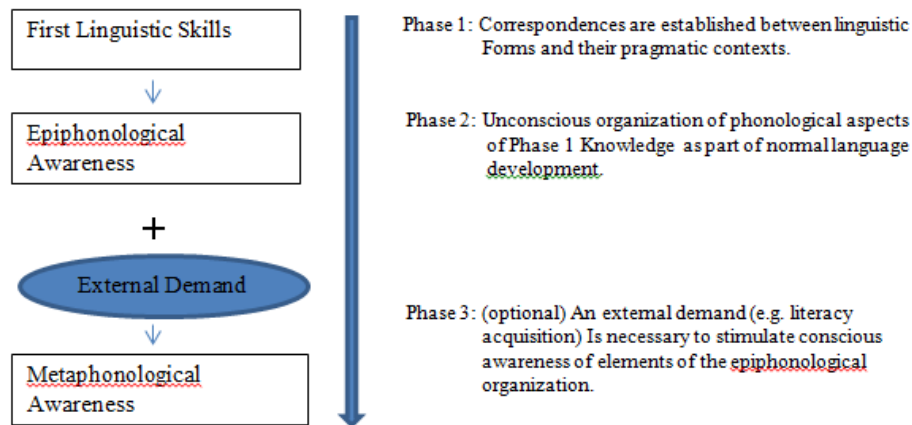 First Linguistic Skills
Epiphonological
Awareness
+
External Demand
Metaphonological
Awareness
Phase 1: Correspondences are established between linguistic
Forms and their pragmatic contexts.
Phase 2: Unconscious organization of phonological aspects
of Phase 1 Knowledge as part of normal language
development.
Phase 3: (optional) An external demand (e.g. literacy
acquisition) Is necessary to stimulate conscious
awareness of elements of the epiphonological
organization.